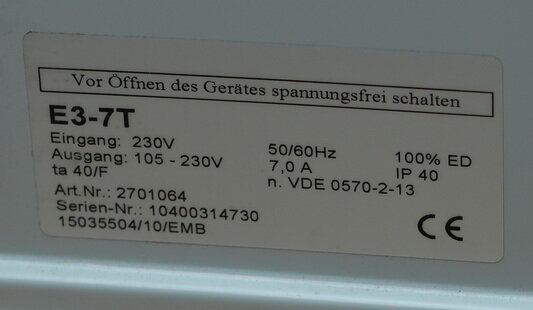 Vor Öffnen des Gerätes spannungsfrei schalten
E3-7T
Eingang: 230V 50/60Hz 100% ED
Ausgang: 105 - 230V 7,0 A IP 40
ta 40/F n. VDE 0570-2-13
Art.Nr.: 2701064
Serien-Nr.: 10400314730
15035504/10/EMB
CE